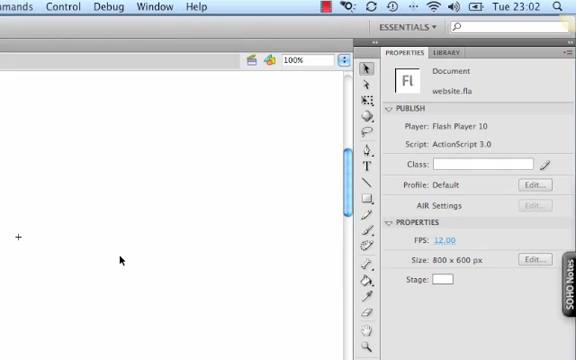 mmands Control Debug Window Help Tue 23:02
ESSENTIALS
100%
PROPERTIES LIBRARY
Fl
Document
website.fla
PUBLISH
Player: Flash Player 10
Script: ActionScript 3.0
Class:
Profile: Default Edit...
AIR Settings Edit...
PROPERTIES
FPS: 12.00
Size: 800 x 600 px Edit...
Stage:
T
SOHO Notes